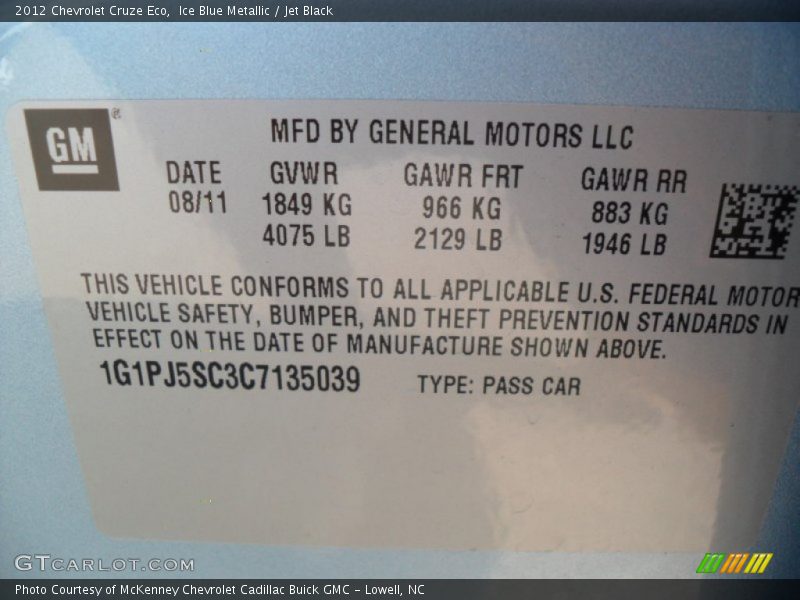 2012 Chevrolet Cruze Eco,  Ice Blue Metallic / Jet Black
GM®
MFD BY GENERAL MOTORS LLC
DATE GVWR GAWR FRT GAWR RR
08/11 1849 KG 966 KG 883 KG
4075 LB 2129 LB 1946 LB
THIS VEHICLE CONFORMS TO ALL APPLICABLE U.S. FEDERAL MOTOR
VEHICLE SAFETY, BUMPER, AND THEFT PREVENTION STANDARDS IN
EFFECT ON THE DATE OF MANUFACTURE SHOWN ABOVE.
1G1PJ5SC3C7135039 TYPE: PASS CAR
GTCARLOT.COM
Photo Courtesy of McKenney Chevrolet Cadillac Buick GMC - Lowell, NC